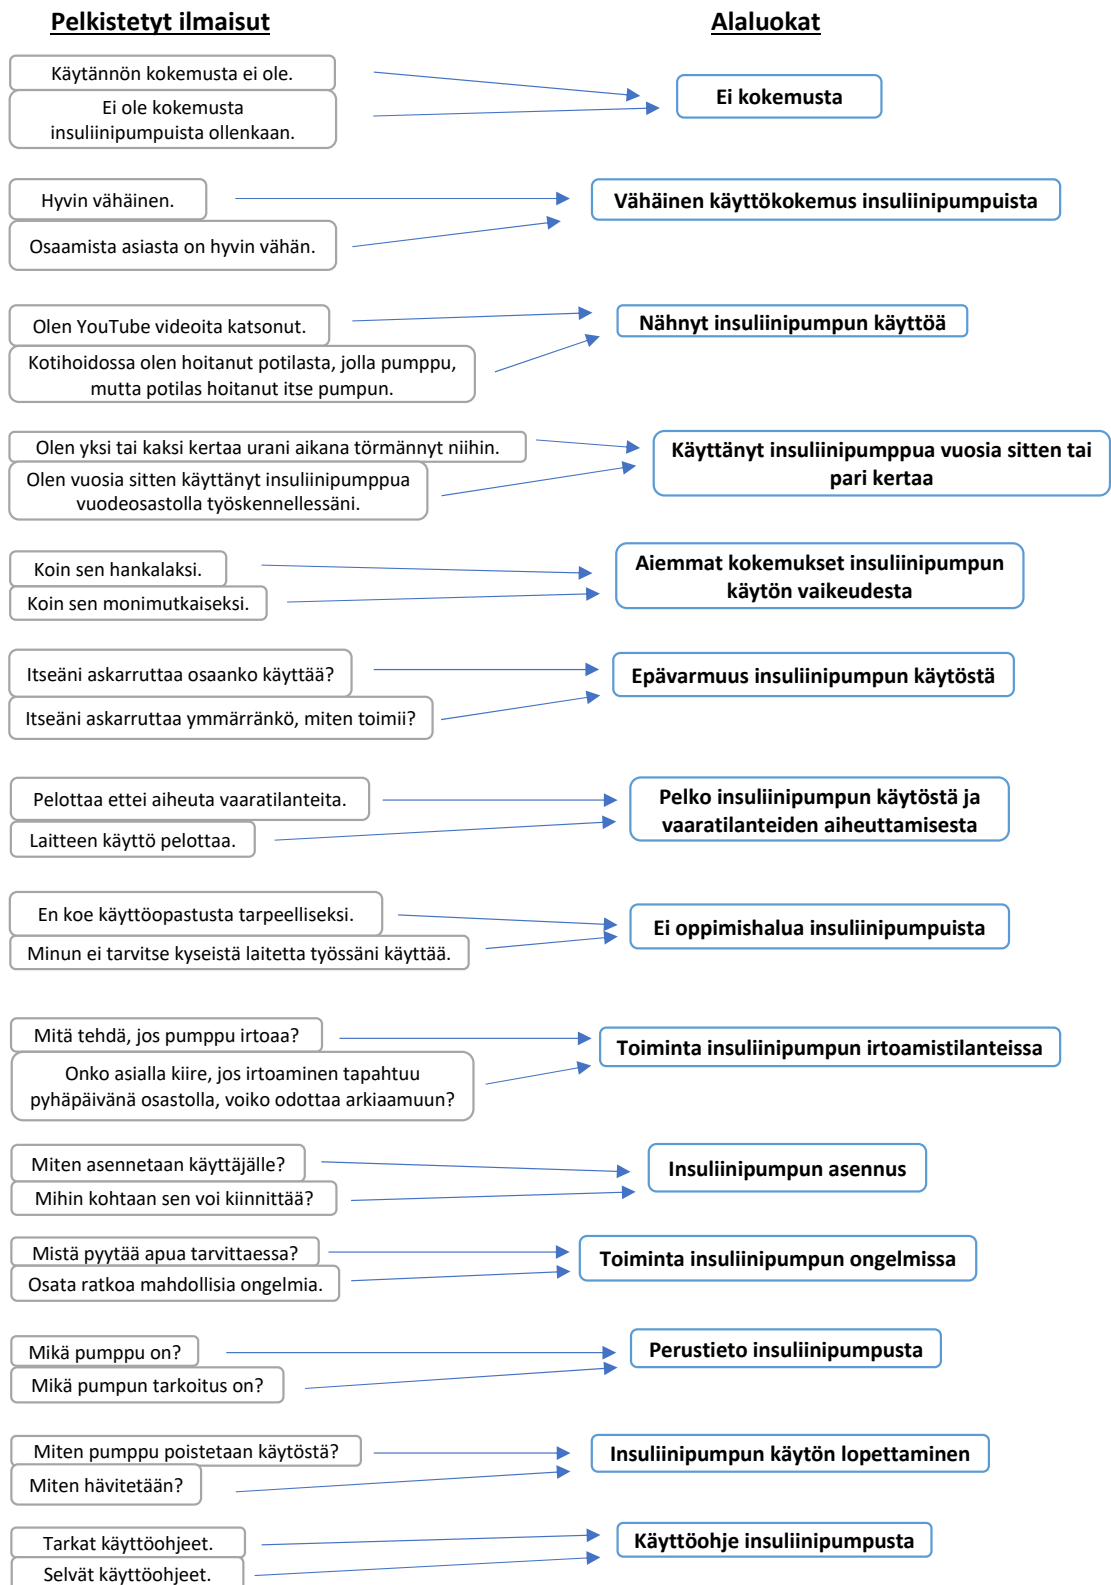 Pelkistetyt ilmaisut
Alaluokat
Käytännön kokemusta ei ole.
Ei ole kokemusta
insuliinipumpuista ollenkaan.
Ei kokemusta
Hyvin vähäinen.
Osaamista asiasta on hyvin vähän.
Vähäinen käyttökokemus insuliinipumpuista
Olen YouTube videoita katsonut.
Kotihoidossa olen hoitanut potilasta, jolla pumppu,
mutta potilas hoitanut itse pumpun.
Nähnyt insuliinipumpun käyttöä
Olen yksi tai kaksi kertaa urani aikana törmännyt niihin.
Olen vuosia sitten käyttänyt insuliinipumppua
vuodeosastolla työskennellessäni.
Käyttänyt insuliinipumppua vuosia sitten tai
pari kertaa
Koin sen hankalaksi.
Koin sen monimutkaiseksi.
Aiemmat kokemukset insuliinipumpun
käytön vaikeudesta
Itseäni askarruttaa osaanko käyttää?
Itseäni askarruttaa ymmärränkö, miten toimii?
Epävarmuus insuliinipumpun käytöstä
Pelottaa ettei aiheuta vaaratilanteita.
Laitteen käyttö pelottaa.
Pelko insuliinipumpun käytöstä ja
vaaratilanteiden aiheuttamisesta
En koe käyttöopastusta tarpeelliseksi.
Minun ei tarvitse kyseistä laitetta työssäni käyttää.
Ei oppimishalua insuliinipumpuista
Mitä tehdä, jos pumppu irtoaa?
Onko asialla kiire, jos irtoaminen tapahtuu
pyhäpäivänä osastolla, voiko odottaa arkiaamuun?
Toiminta insuliinipumpun irtoamistilanteissa
Miten asennetaan käyttäjälle?
Mihin kohtaan sen voi kiinnittää?
Insuliinipumpun asennus
Mistä pyytää apua tarvittaessa?
Osata ratkoa mahdollisia ongelmia.
Toiminta insuliinipumpun ongelmissa
Mikä pumppu on?
Mikä pumpun tarkoitus on?
Perustieto insuliinipumpusta
Miten pumppu poistetaan käytöstä?
Miten hävitetään?
Insuliinipumpun käytön lopettaminen
Tarkat käyttöohjeet.
Selvät käyttöohjeet.
Käyttöohje insuliinipumpusta